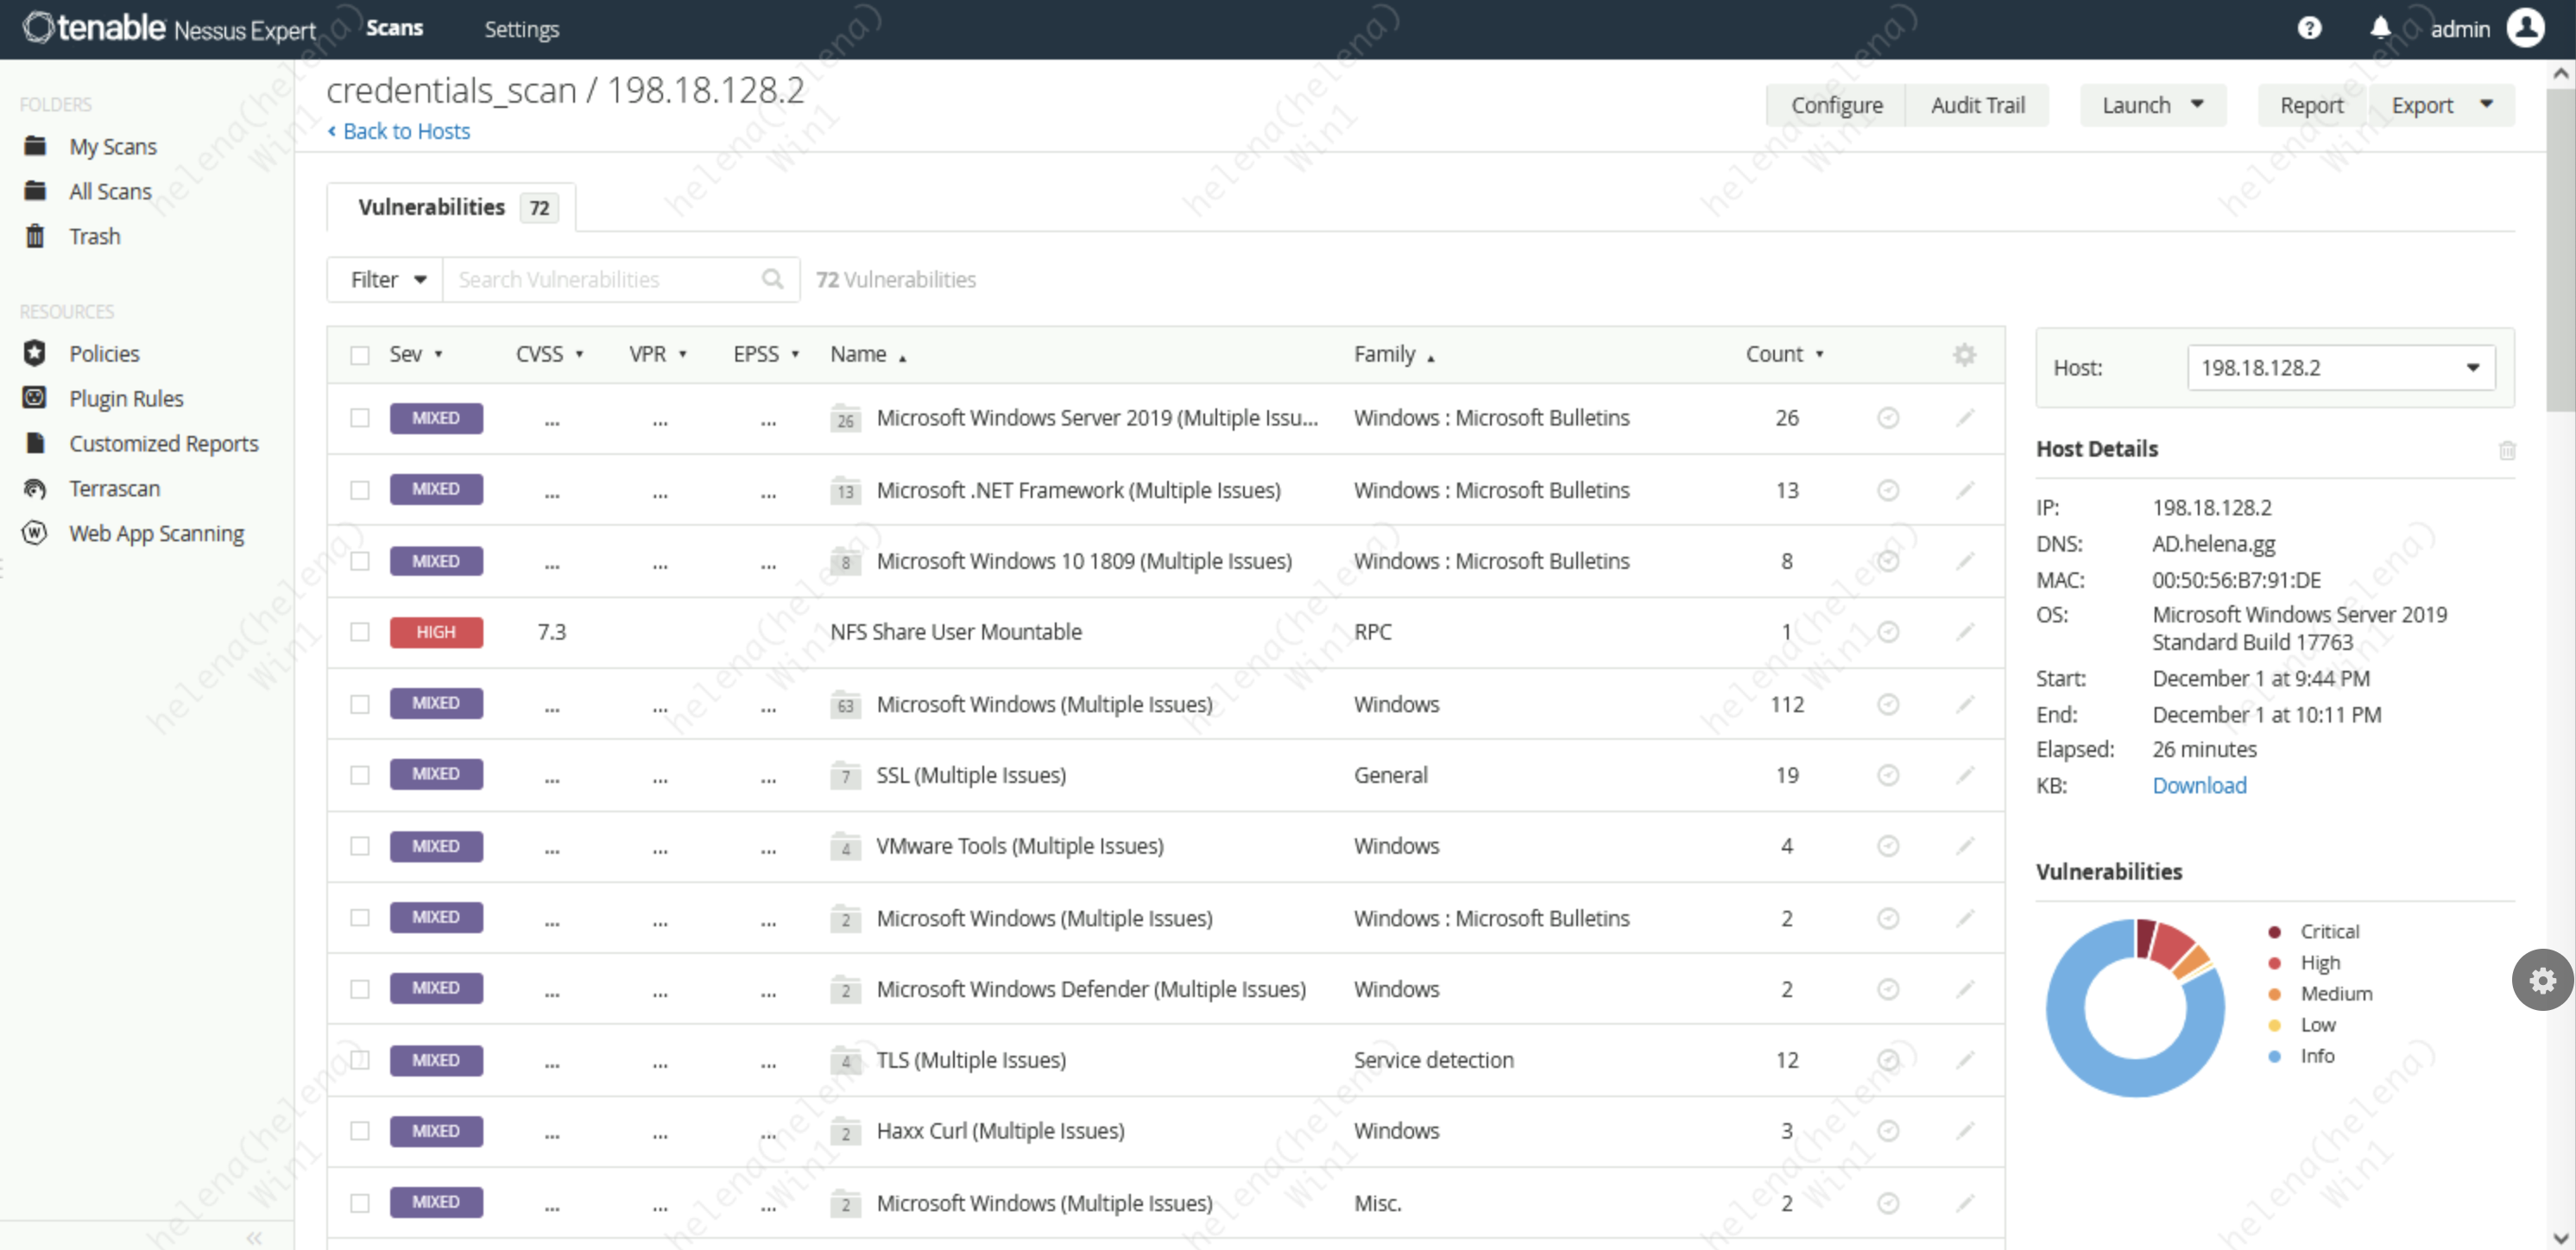 tenable Nessus Expert Scans Settings admin
credentials_scan / 198.18.128.2
Back to Hosts
Configure Audit Trail Launch Report Export
FOLDERS
My Scans
All Scans
Trash
RESOURCES
Policies
Plugin Rules
Customized Reports
Terrascan
Web App Scanning
Vulnerabilities 72
Filter Search Vulnerabilities 72 Vulnerabilities
Sev CVSS VPR EPSS Name Family Count
MIXED ... ... ... 26 Microsoft Windows Server 2019 (Multiple Issu... Windows : Microsoft Bulletins 26
MIXED ... ... ... 13 Microsoft .NET Framework (Multiple Issues) Windows : Microsoft Bulletins 13
MIXED ... ... ... 8 Microsoft Windows 10 1809 (Multiple Issues) Windows : Microsoft Bulletins 8
HIGH 7.3 NFS Share User Mountable RPC 1
MIXED ... ... ... 63 Microsoft Windows (Multiple Issues) Windows 112
MIXED ... ... ... 7 SSL (Multiple Issues) General 19
MIXED ... ... ... 4 VMware Tools (Multiple Issues) Windows 4
MIXED ... ... ... 2 Microsoft Windows (Multiple Issues) Windows : Microsoft Bulletins 2
MIXED ... ... ... 2 Microsoft Windows Defender (Multiple Issues) Windows 2
MIXED ... ... ... 4 TLS (Multiple Issues) Service detection 12
MIXED ... ... ... 2 Haxx Curl (Multiple Issues) Windows 3
MIXED ... ... ... 2 Microsoft Windows (Multiple Issues) Misc. 2
Host: 198.18.128.2
Host Details
IP: 198.18.128.2
DNS: AD.helena.gg
MAC: 00:50:56:B7:91:DE
OS: Microsoft Windows Server 2019
Standard Build 17763
Start: December 1 at 9:44 PM
End: December 1 at 10:11 PM
Elapsed: 26 minutes
KB: Download
Vulnerabilities
Critical
High
Medium
Low
Info
helena(helena)
Win1